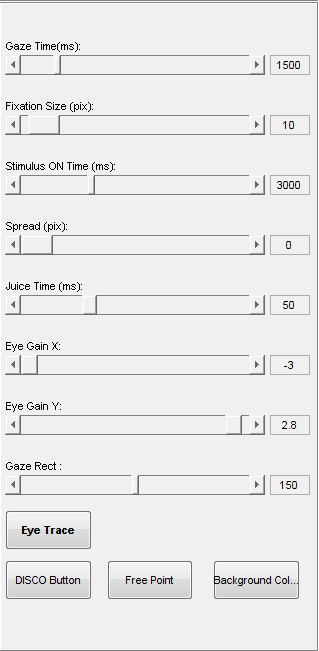 Gaze Time(ms):
1500
Fixation Size (pix):
10
Stimulus ON Time (ms):
3000
Spread (pix):
0
Juice Time (ms):
50
Eye Gain X:
-3
Eye Gain Y:
2.8
Gaze Rect :
150
Eye Trace
DISCO Button Free Point Background Col...